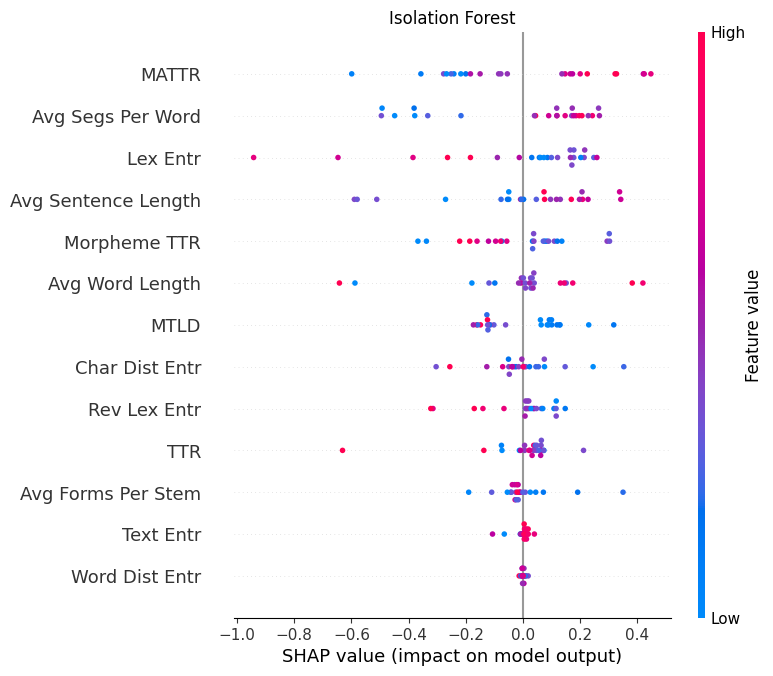 Isolation Forest
High
MATTR
Avg Segs Per Word
Lex Entr
Avg Sentence Length
Morpheme TTR
Avg Word Length
MTLD
Char Dist Entr
Rev Lex Entr
TTR
Avg Forms Per Stem
Text Entr
Word Dist Entr
Feature value
Low
−1.0 −0.8 −0.6 −0.4 −0.2 0.0 0.2 0.4
SHAP value (impact on model output)